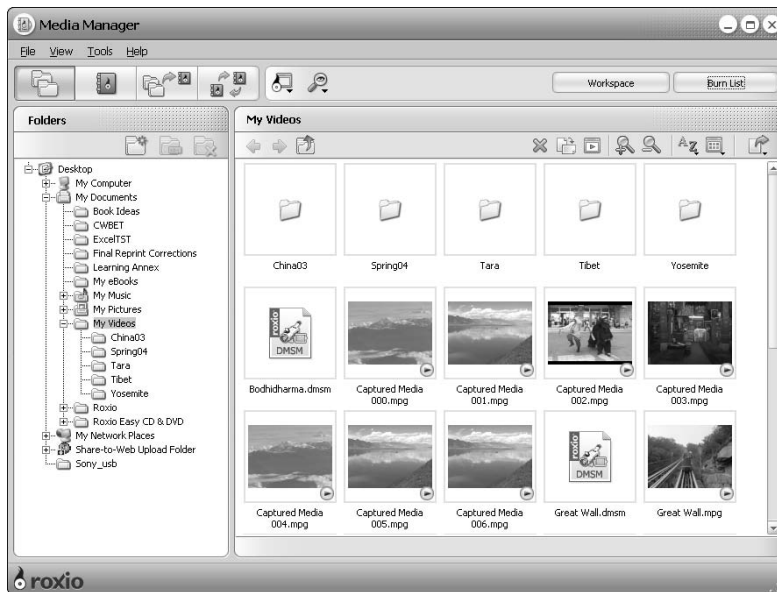 Media Manager
File View Tools Help
Workspace Burn List
Folders
Desktop
My Computer
My Documents
Book Ideas
CWBET
ExcelTST
Final Reprint Corrections
Learning Annex
My eBooks
My Music
My Pictures
My Videos
China03
Spring04
Tara
Tibet
Yosemite
Roxio
Roxio Easy CD & DVD
My Network Places
Share-to-Web Upload Folder
Sony_usb
My Videos
AZ
China03 Spring04 Tara Tibet Yosemite
roxio
DMSM
Bodhidharma.dmsm Captured Media Captured Media Captured Media Captured Media
000.mpg 001.mpg 002.mpg 003.mpg
roxio
DMSM
Captured Media Captured Media Captured Media Great Wall.dmsm Great Wall.mpg
004.mpg 005.mpg 006.mpg
roxio